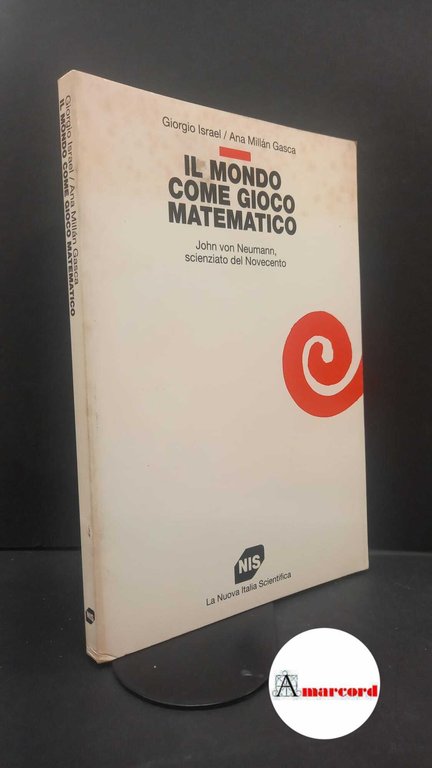 Giorgio Israel / Ana Millán Gasca
IL MONDO COME GIOCO MATEMATICO
NIS
Giorgio Israel / Ana Millán Gasca
IL MONDO
COME GIOCO
MATEMATICO
John von Neumann,
scienziato del Novecento
NIS
La Nuova Italia Scientifica
Amarcord